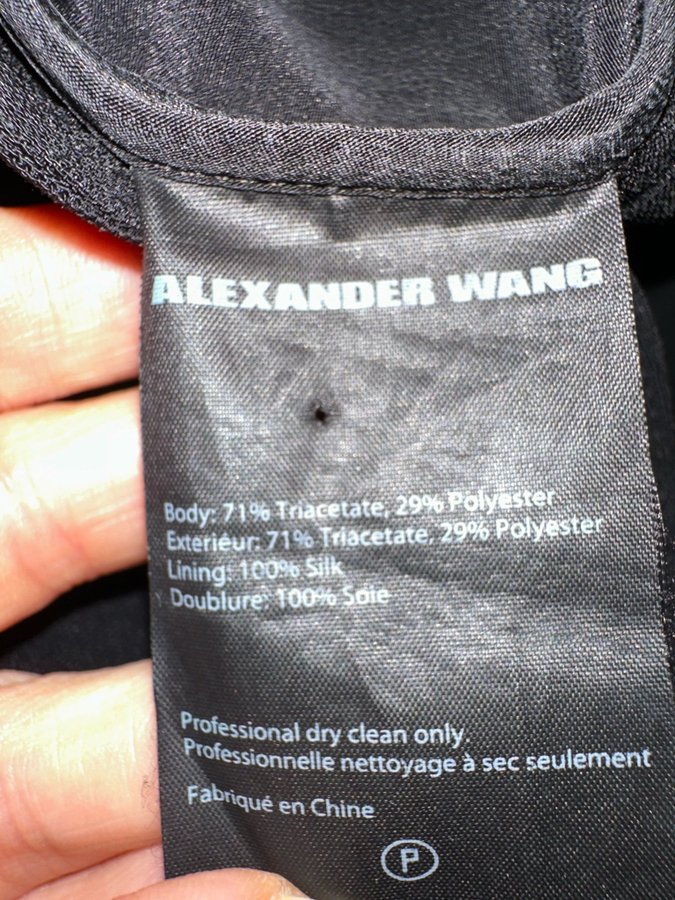 ALEXANDER WANG
Body: 71% Triacetate, 29% Polyester
Exterieur: 71% Triacetate, 29% Polyester
Lining: 100% Silk
Doublure: 100% Soie
Professional dry clean only.
Professionnelle nettoyage à sec seulement
Fabriqué en Chine
P